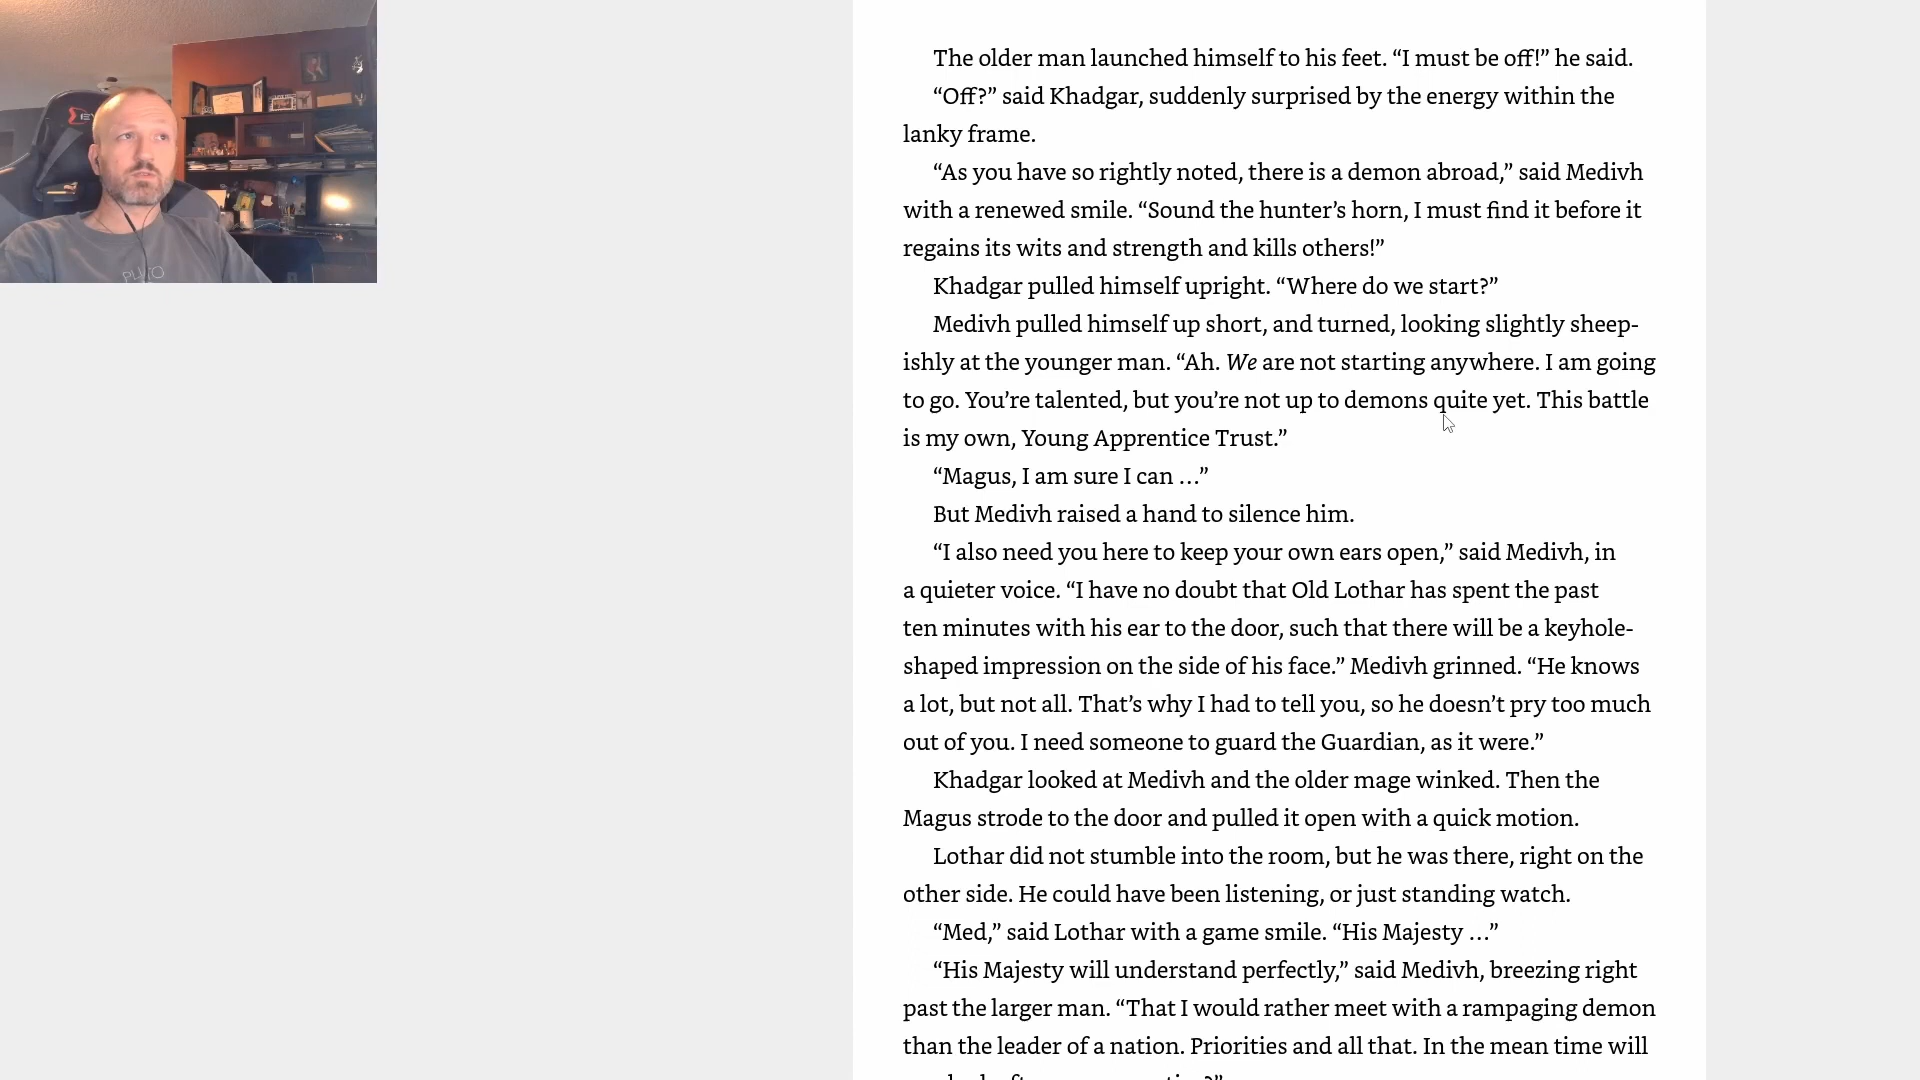 The older man launched himself to his feet. “I must be off!” he said.
“Off?” said Khadgar, suddenly surprised by the energy within the
lanky frame.
“As you have so rightly noted, there is a demon abroad,” said Medivh
with a renewed smile. “Sound the hunter’s horn, I must find it before it
regains its wits and strength and kills others!”
Khadgar pulled himself upright. “Where do we start?”
Medivh pulled himself up short, and turned, looking slightly sheep-
ishly at the younger man. “Ah. We are not starting anywhere. I am going
to go. You’re talented, but you’re not up to demons quite yet. This battle
is my own, Young Apprentice Trust.”
“Magus, I am sure I can …”
But Medivh raised a hand to silence him.
“I also need you here to keep your own ears open,” said Medivh, in
a quieter voice. “I have no doubt that Old Lothar has spent the past
ten minutes with his ear to the door, such that there will be a keyhole-
shaped impression on the side of his face.” Medivh grinned. “He knows
a lot, but not all. That’s why I had to tell you, so he doesn’t pry too much
out of you. I need someone to guard the Guardian, as it were.”
Khadgar looked at Medivh and the older mage winked. Then the
Magus strode to the door and pulled it open with a quick motion.
Lothar did not stumble into the room, but he was there, right on the
other side. He could have been listening, or just standing watch.
“Med,” said Lothar with a game smile. “His Majesty …”
“His Majesty will understand perfectly,” said Medivh, breezing right
past the larger man. “That I would rather meet with a rampaging demon
than the leader of a nation. Priorities and all that. In the mean time will
PLUTO